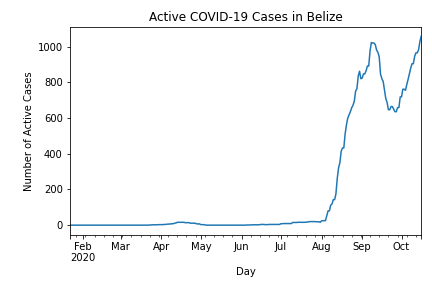 Active COVID-19 Cases in Belize
Number of Active Cases
1000
800
600
400
200
0
Feb Mar Apr May Jun Jul Aug Sep Oct
2020
Day